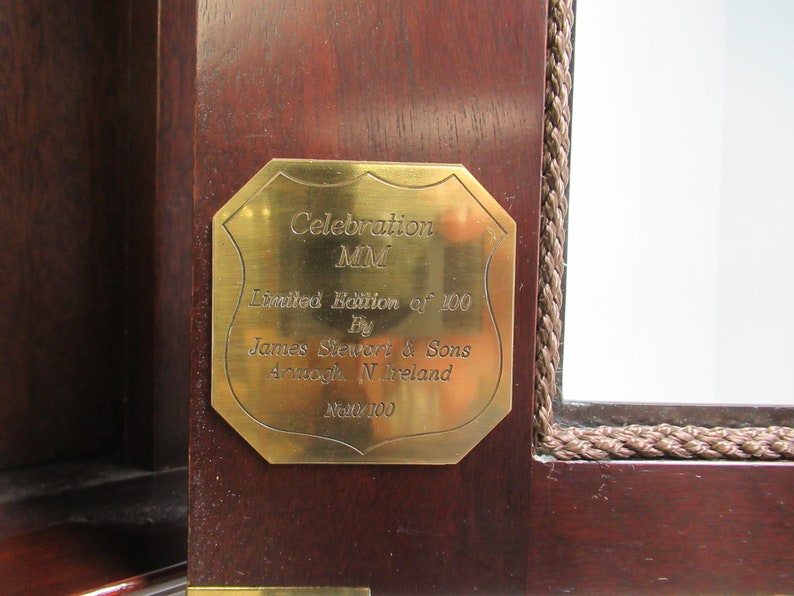 Celebration
MM
Limited Edition of 100
By
James Stewart & Sons
Armagh. N.Ireland
No10/100